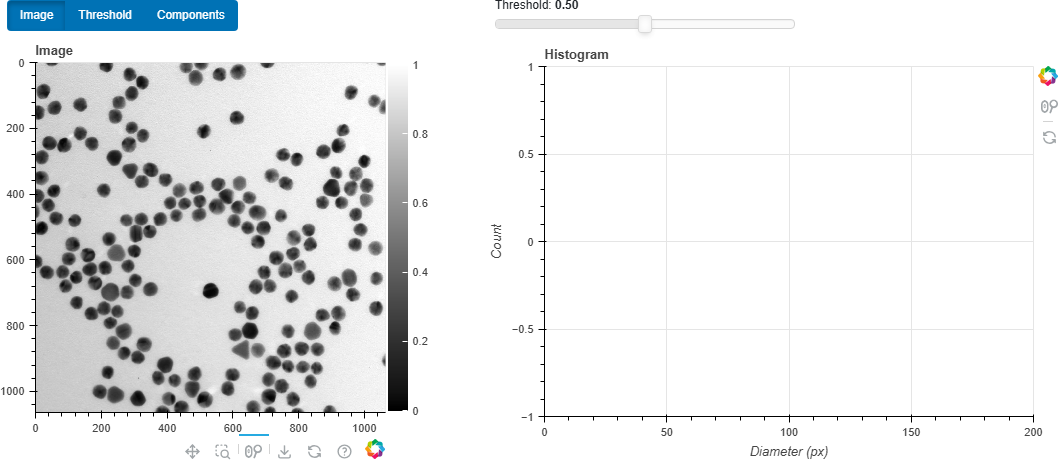 Image Threshold Components
Threshold: 0.50
Image
0
200
400
600
800
1000
0 200 400 600 800 1000
1
0.8
0.6
0.4
0.2
0
Histogram
1
0.5
0
−0.5
−1
Count
0 50 100 150 200
Diameter (px)